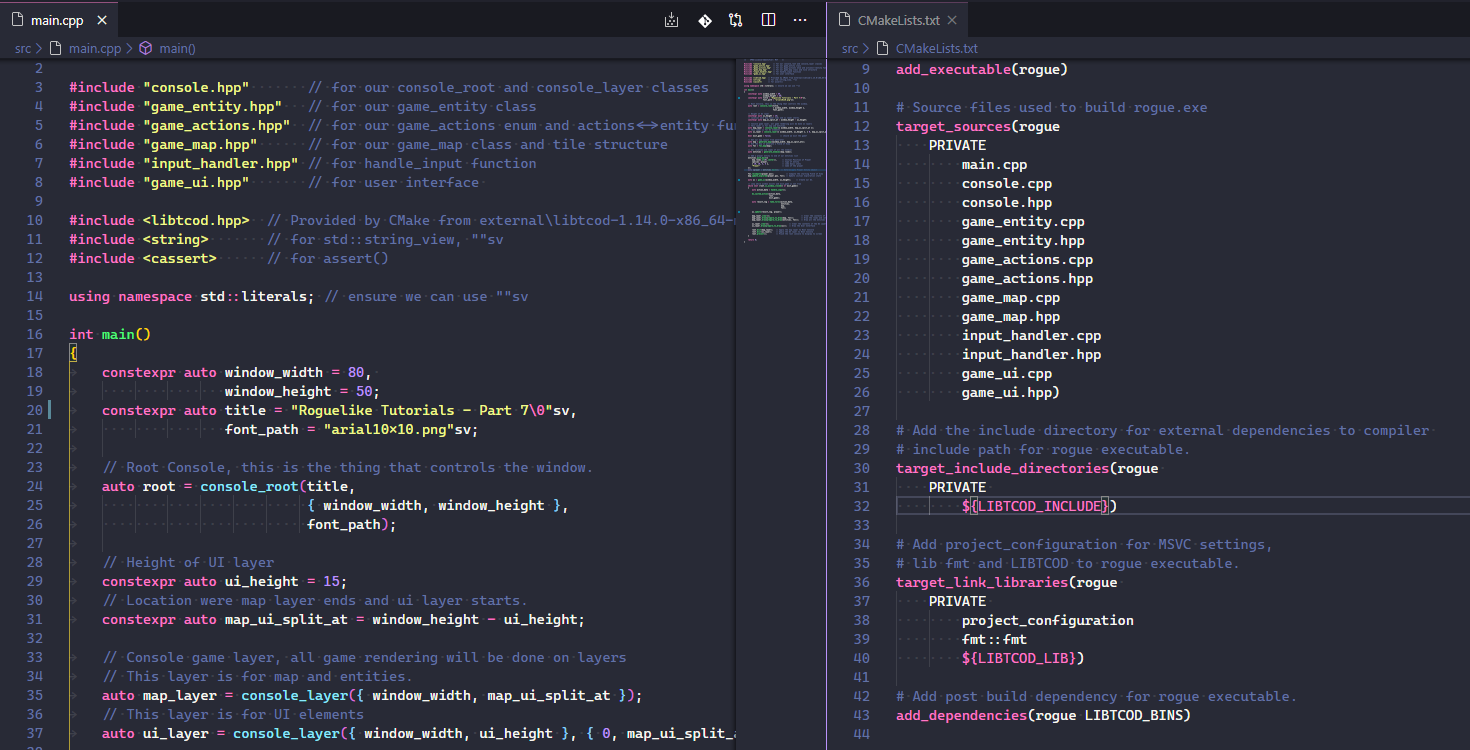 main.cpp
src > main.cpp > main()
2
3 #include "console.hpp" // for our console_root and console_layer classes
4 #include "game_entity.hpp" // for our game_entity class
5 #include "game_actions.hpp" // for our game_actions enum and actions<->entity fu
6 #include "game_map.hpp" // for our game_map class and tile structure
7 #include "input_handler.hpp" // for handle_input function
8 #include "game_ui.hpp" // for user interface
9
10 #include <libtcod.hpp> // Provided by CMake from external\libtcod-1.14.0-x86_64-
11 #include <string> // for std::string_view, ""sv
12 #include <cassert> // for assert()
13
14 using namespace std::literals; // ensure we can use ""sv
15
16 int main()
17 {
18 constexpr auto window_width = 80,
19 window_height = 50;
20 constexpr auto title = "Roguelike Tutorials - Part 7\0"sv,
21 font_path = "arial10x10.png"sv;
22
23 // Root Console, this is the thing that controls the window.
24 auto root = console_root(title,
25 { window_width, window_height },
26 font_path);
27
28 // Height of UI layer
29 constexpr auto ui_height = 15;
30 // Location were map layer ends and ui layer starts.
31 constexpr auto map_ui_split_at = window_height - ui_height;
32
33 // Console game layer, all game rendering will be done on layers
34 // This layer is for map and entities.
35 auto map_layer = console_layer({ window_width, map_ui_split_at });
36 // This layer is for UI elements
37 auto ui_layer = console_layer({ window_width, ui_height }, { 0, map_ui_split_a
CMakeLists.txt
src > CMakeLists.txt
9 add_executable(rogue)
10
11 # Source files used to build rogue.exe
12 target_sources(rogue
13 PRIVATE
14 main.cpp
15 console.cpp
16 console.hpp
17 game_entity.cpp
18 game_entity.hpp
19 game_actions.cpp
20 game_actions.hpp
21 game_map.cpp
22 game_map.hpp
23 input_handler.cpp
24 input_handler.hpp
25 game_ui.cpp
26 game_ui.hpp)
27
28 # Add the include directory for external dependencies to compiler
29 # include path for rogue executable.
30 target_include_directories(rogue
31 PRIVATE
32 ${LIBTCOD_INCLUDE})
33
34 # Add project_configuration for MSVC settings,
35 # lib fmt and LIBTCOD to rogue executable.
36 target_link_libraries(rogue
37 PRIVATE
38 project_configuration
39 fmt::fmt
40 ${LIBTCOD_LIB})
41
42 # Add post build dependency for rogue executable.
43 add_dependencies(rogue LIBTCOD_BINS)
44